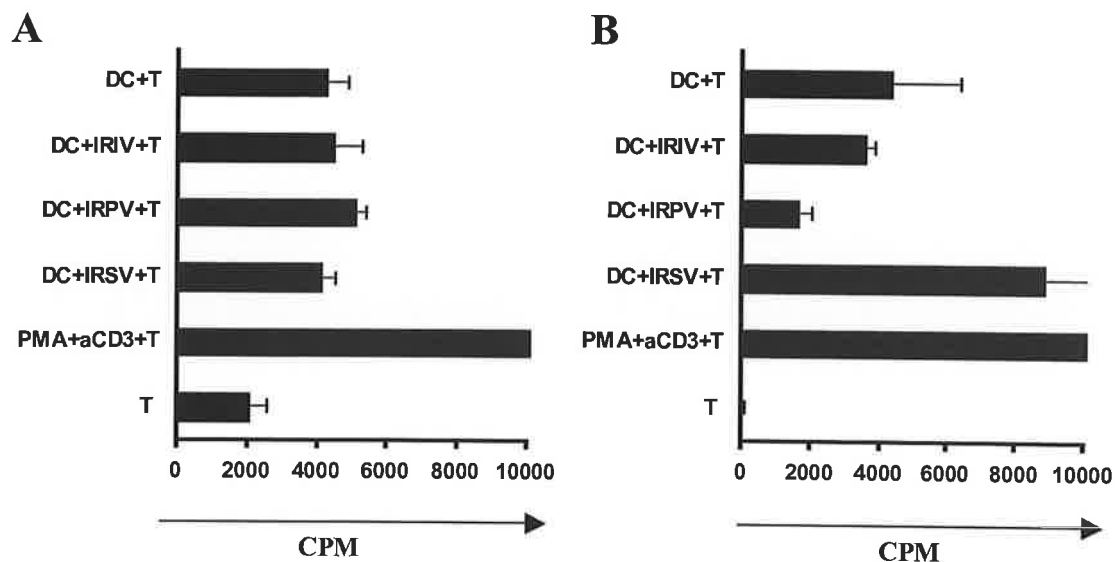 A
DC+T
DC+IRIV+T
DC+IRPV+T
DC+IRSV+T
PMA+aCD3+T
T
0 2000 4000 6000 8000 10000
CPM
B
DC+T
DC+IRIV+T
DC+IRPV+T
DC+IRSV+T
PMA+aCD3+T
T
0 2000 4000 6000 8000 10000
CPM